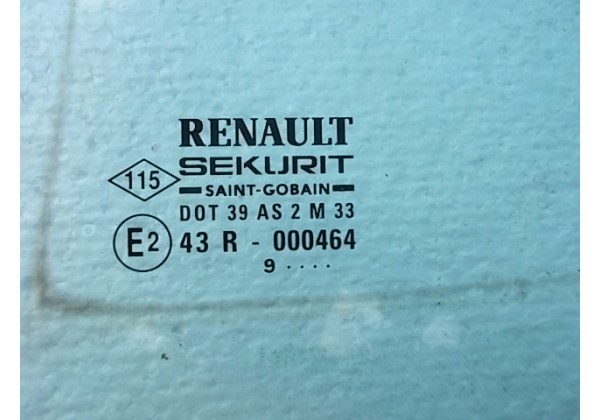 RENAULT
SEKURIT
115
SAINT-GOBAIN
DOT 39 AS 2 M 33
E2 43 R - 000464
9 ....